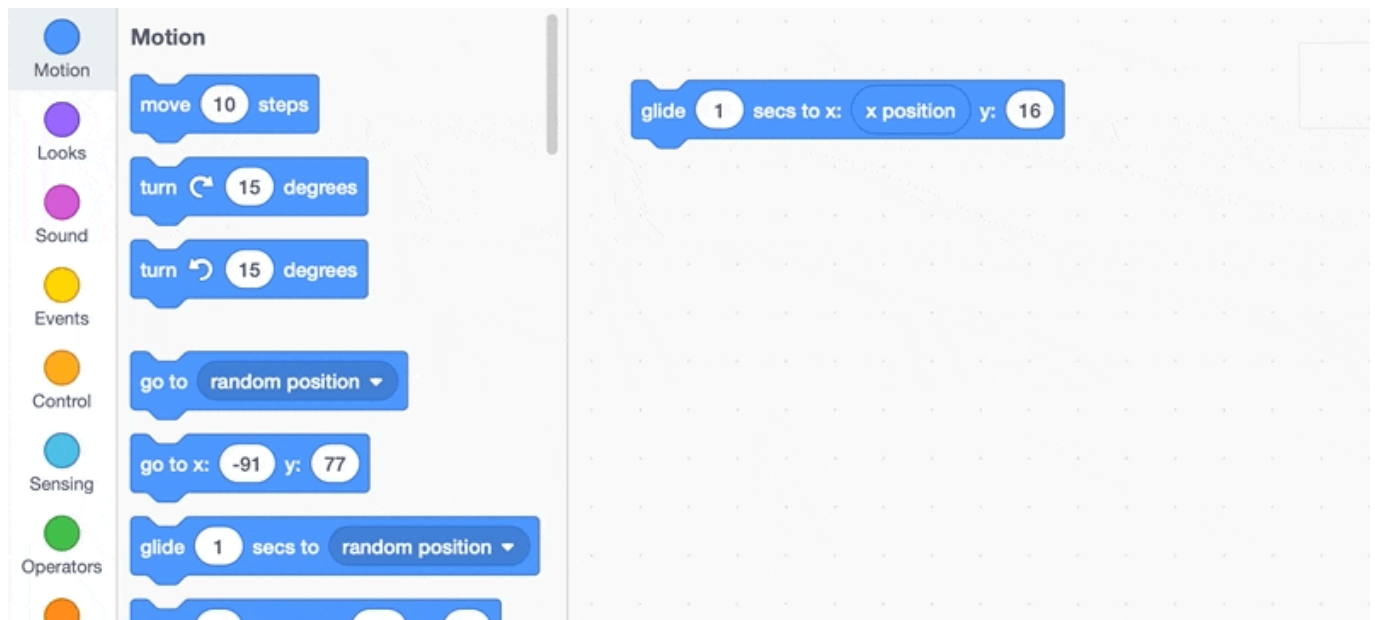 Motion
Looks
Sound
Events
Control
Sensing
Operators
Motion
move 10 steps
turn 15 degrees
turn 15 degrees
go to random position
go to x: -91 y: 77
glide 1 secs to random position
glide 1 secs to x: x position y: 16